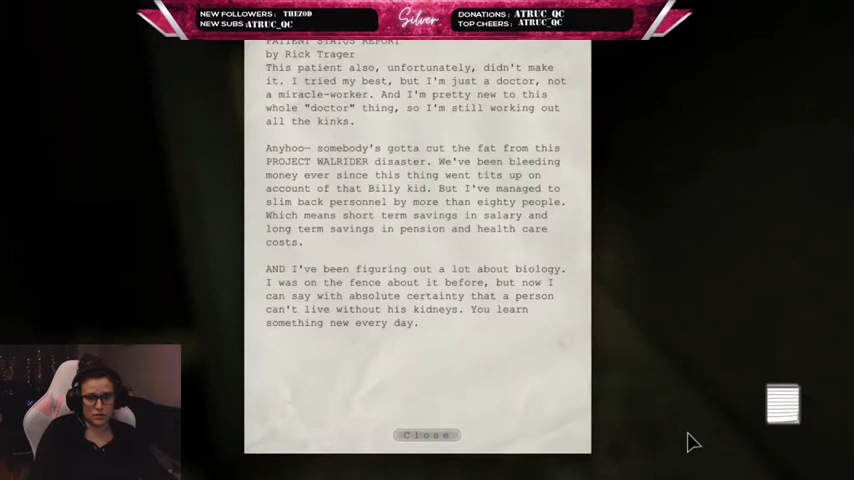 NEW FOLLOWERS : THEZ0D
NEW SUBS : ATRUC_QC
Silver
DONATIONS : ATRUC_QC
TOP CHEERS : ATRUC_QC
PATIENT STATUS REPORT
by Rick Trager
This patient also, unfortunately, didn't make
it. I tried my best, but I'm just a doctor, not
a miracle-worker. And I'm pretty new to this
whole "doctor" thing, so I'm still working out
all the kinks.
Anyhoo— somebody's gotta cut the fat from this
PROJECT WALRIDER disaster. We've been bleeding
money ever since this thing went tits up on
account of that Billy kid. But I've managed to
slim back personnel by more than eighty people.
Which means short term savings in salary and
long term savings in pension and health care
costs.
AND I've been figuring out a lot about biology.
I was on the fence about it before, but now I
can say with absolute certainty that a person
can't live without his kidneys. You learn
something new every day.
Close